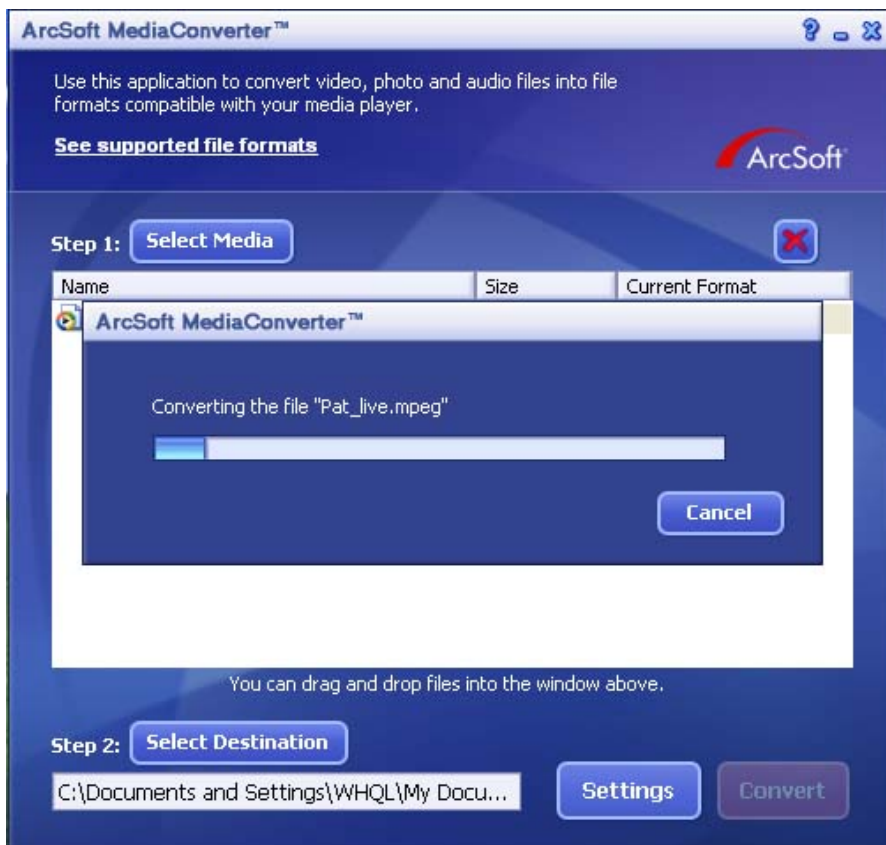 ArcSoft MediaConverter™
Use this application to convert video, photo and audio files into file
formats compatible with your media player.
See supported file formats
ArcSoft
Step 1: Select Media
Name Size Current Format
ArcSoft MediaConverter™
Converting the file "Pat_live.mpeg"
Cancel
You can drag and drop files into the window above.
Step 2: Select Destination
C:\Documents and Settings\WHQL\My Docu... Settings Convert